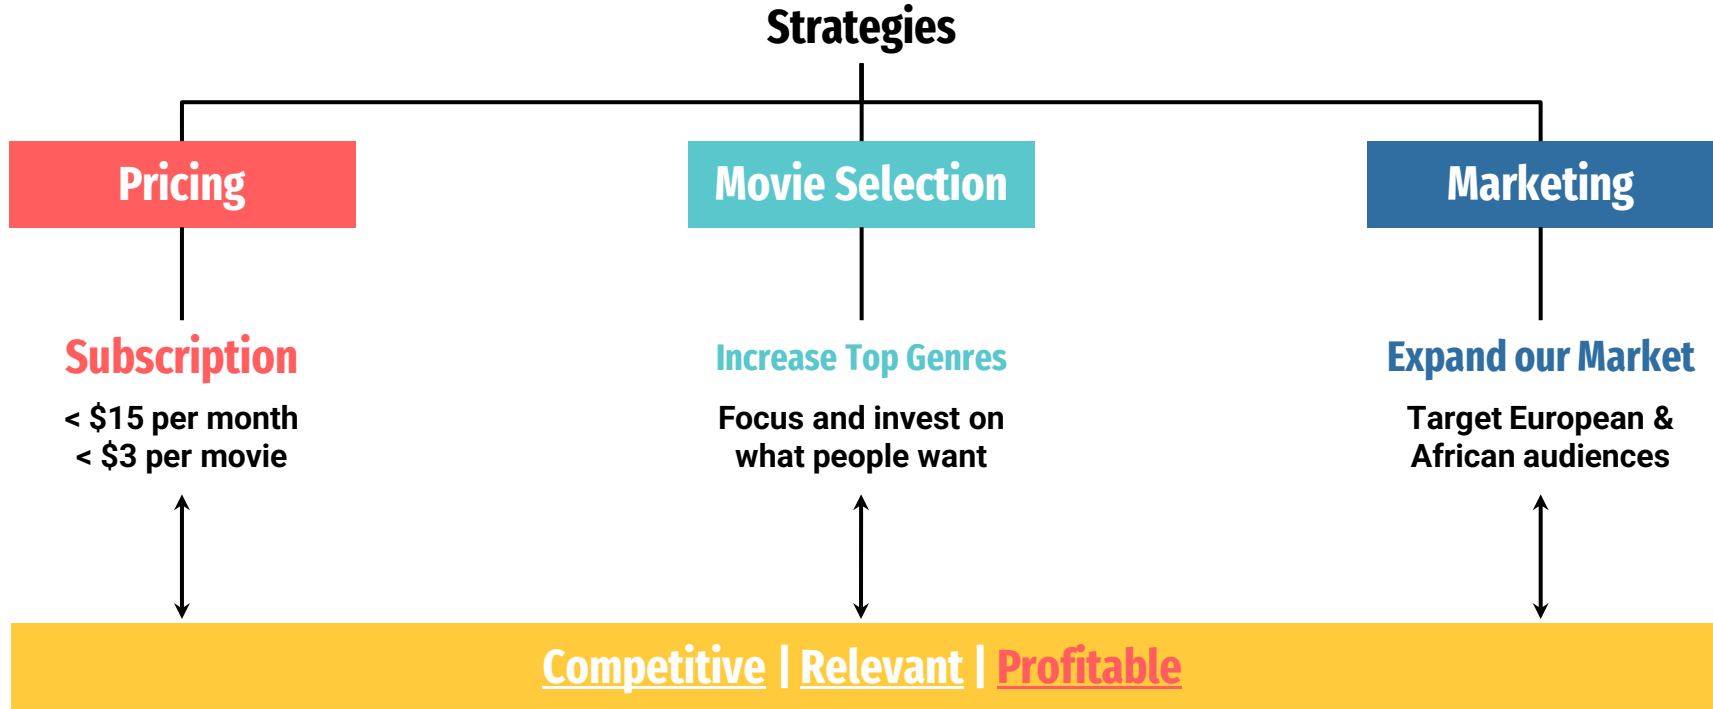 Strategies
Pricing
Movie Selection
Marketing
Subscription
< $15 per month
< $3 per movie
Increase Top Genres
Focus and invest on
what people want
Expand our Market
Target European &
African audiences
Competitive | Relevant | Profitable